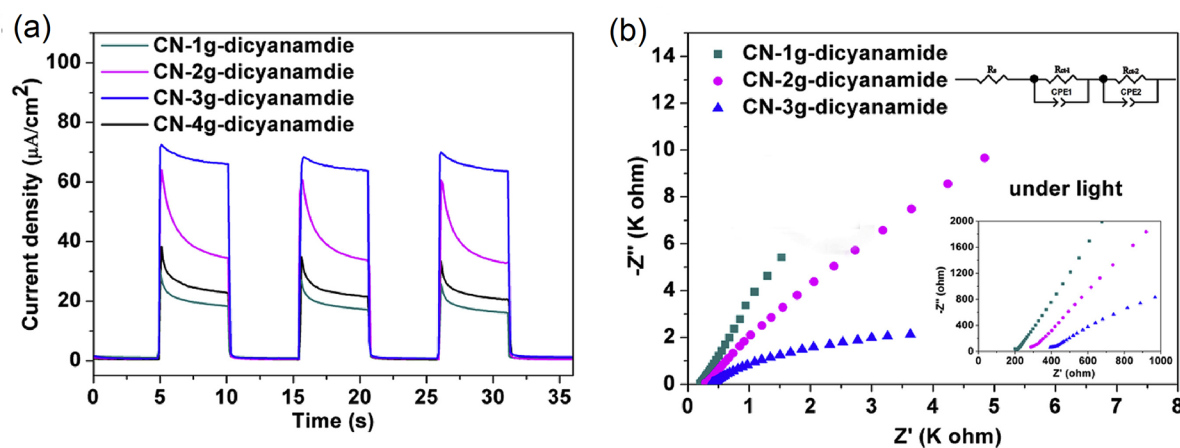 (a)
CN-1g-dicyanamdie
CN-2g-dicyanamdie
CN-3g-dicyanamdie
CN-4g-dicyanamdie
Current density (μA/cm²)
100
80
60
40
20
0
0 5 10 15 20 25 30 35
Time (s)
(b)
CN-1g-dicyanamide
CN-2g-dicyanamide
CN-3g-dicyanamide
Rs Rct-1 Rct-2
CPE1 CPE2
-Z'' (K ohm)
14
12
10
8
6
4
2
0
under light
-Z'' (ohm)
2000
1600
1200
800
400
0
0 200 400 600 800 1000
Z' (ohm)
0 1 2 3 4 5 6 7 8
Z' (K ohm)